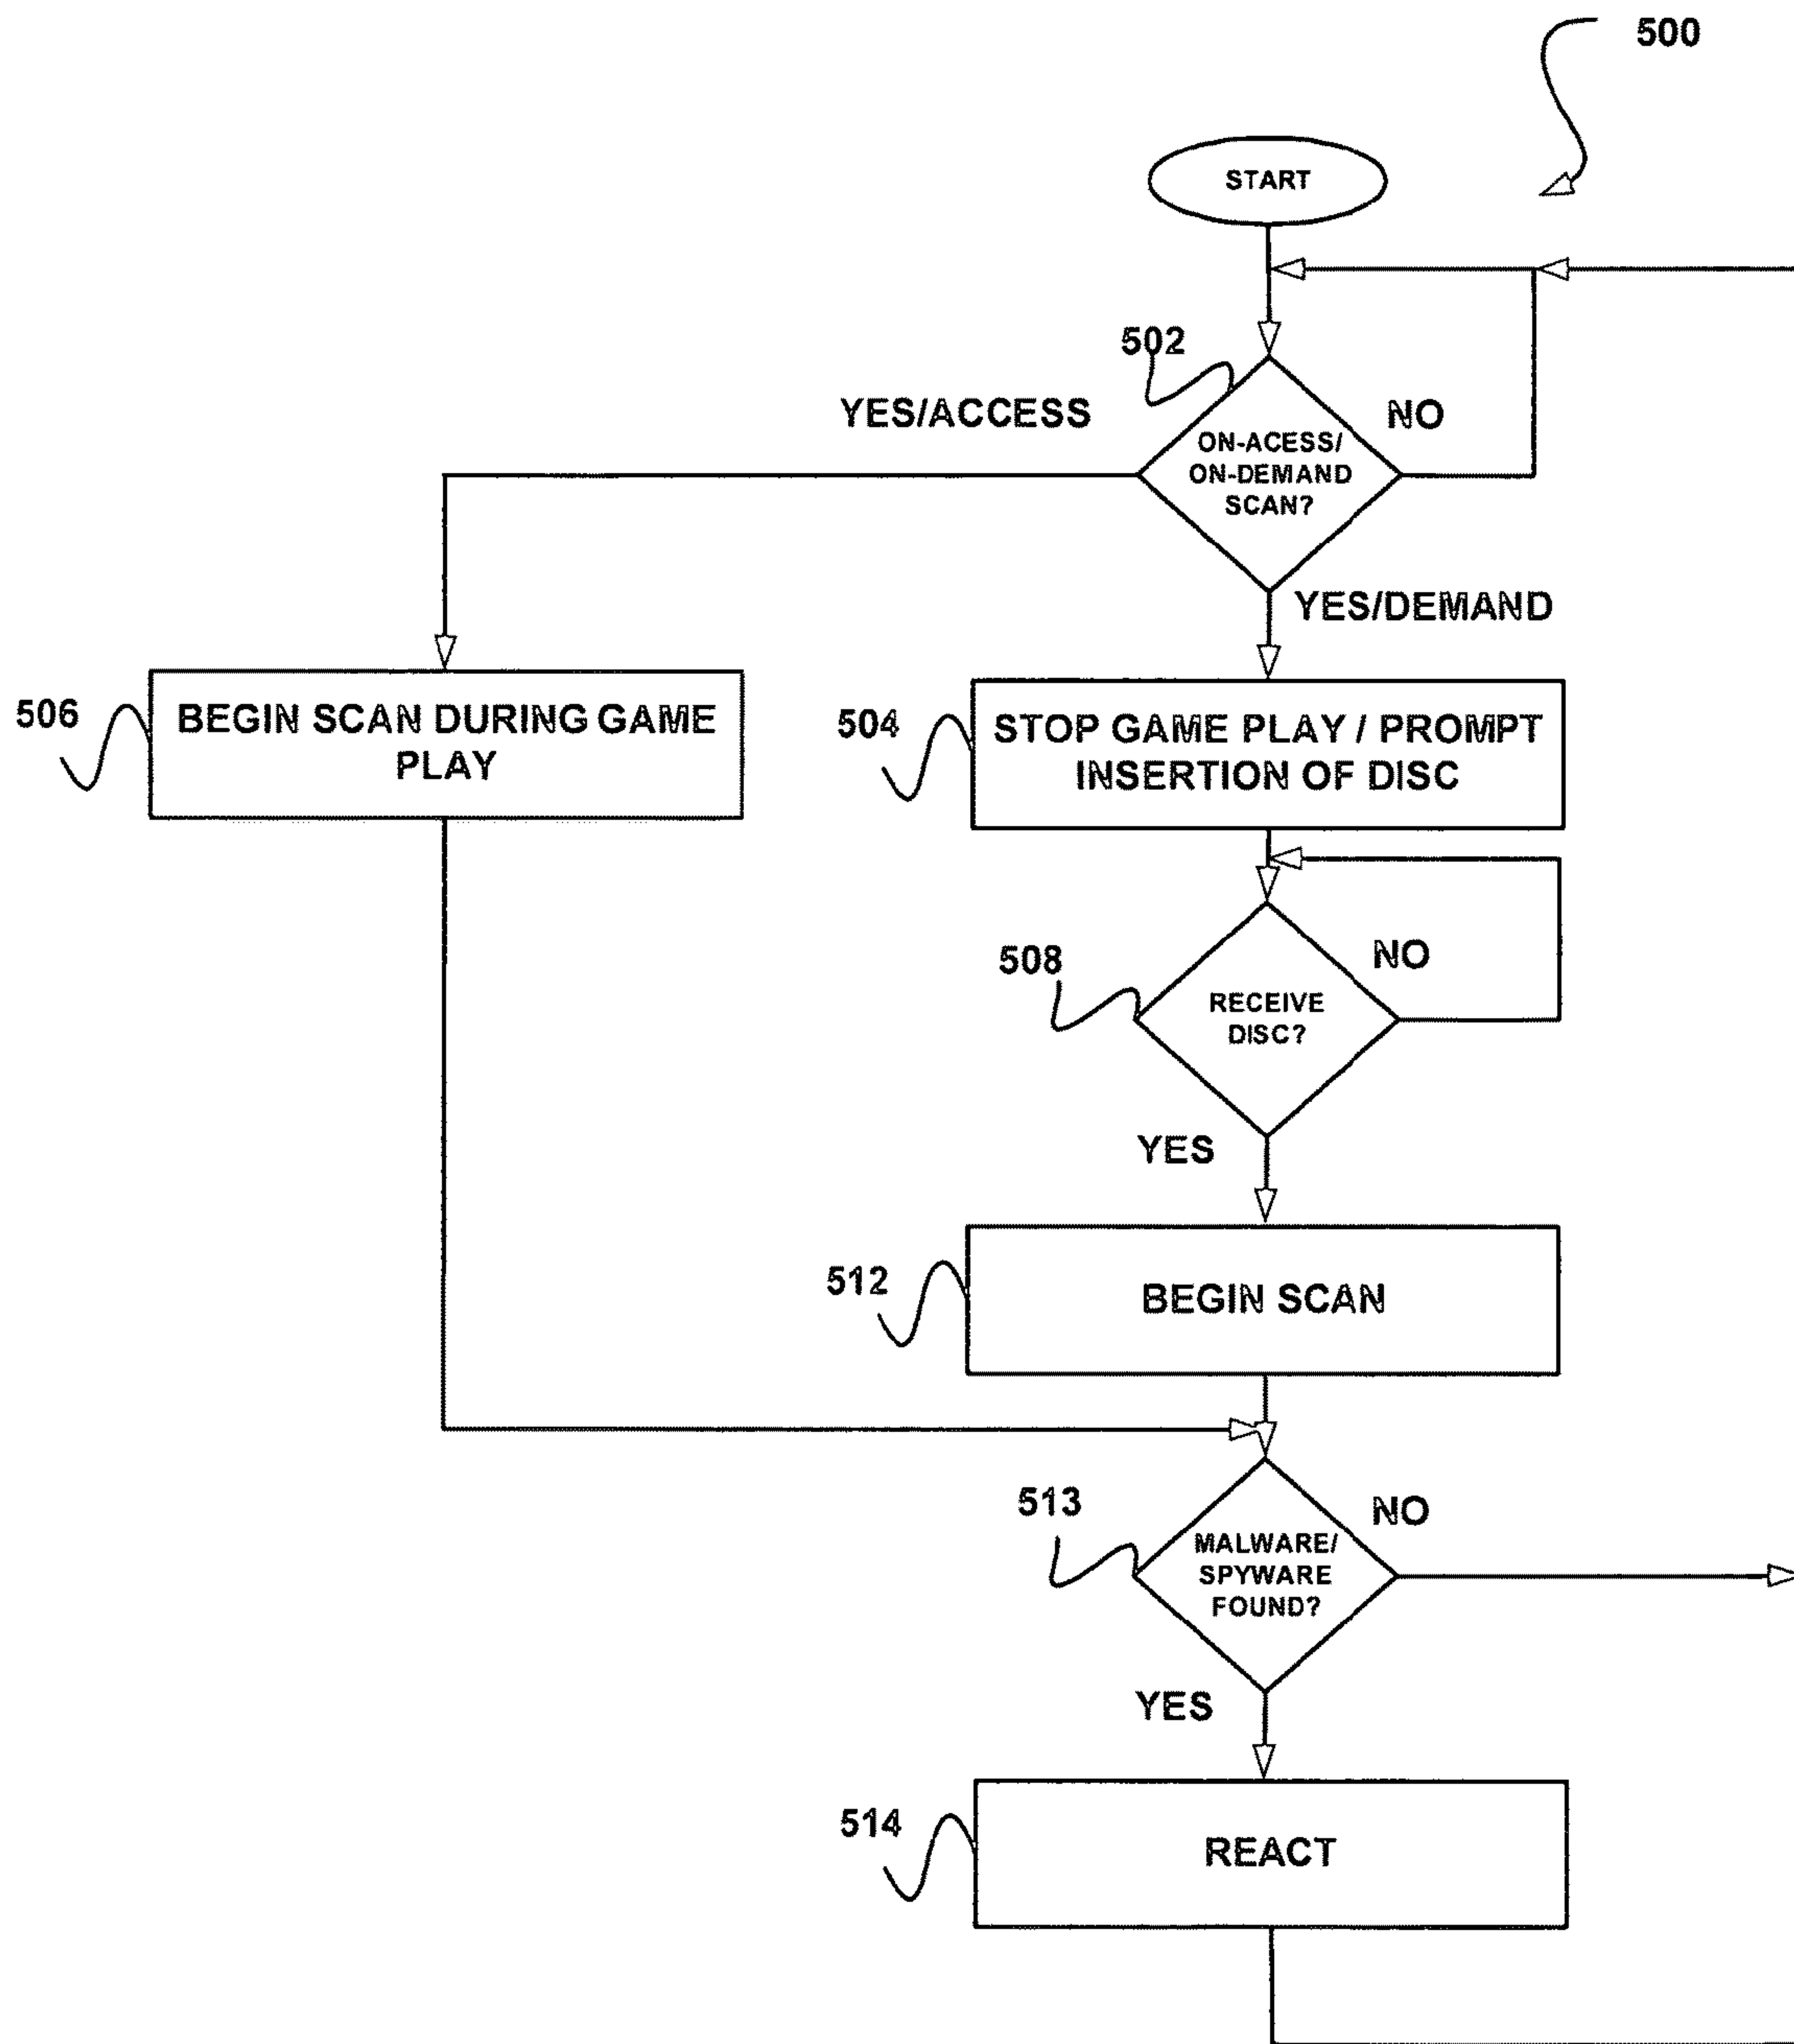 500
START
502
YES/ACCESS
NO
ON-ACESS/
ON-DEMAND
SCAN?
YES/DEMAND
506
BEGIN SCAN DURING GAME
PLAY
504
STOP GAME PLAY / PROMPT
INSERTION OF DISC
508
NO
RECEIVE
DISC?
YES
512
BEGIN SCAN
513
NO
MALWARE/
SPYWARE
FOUND?
YES
514
REACT